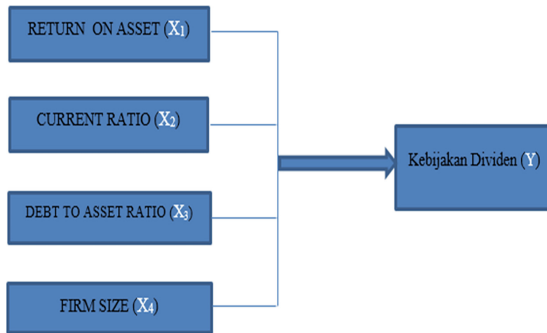 RETURN ON ASSET (X₁)
CURRENT RATIO (X₂)
Kebijakan Dividen (Y)
DEBT TO ASSET RATIO (X₃)
FIRM SIZE (X₄)